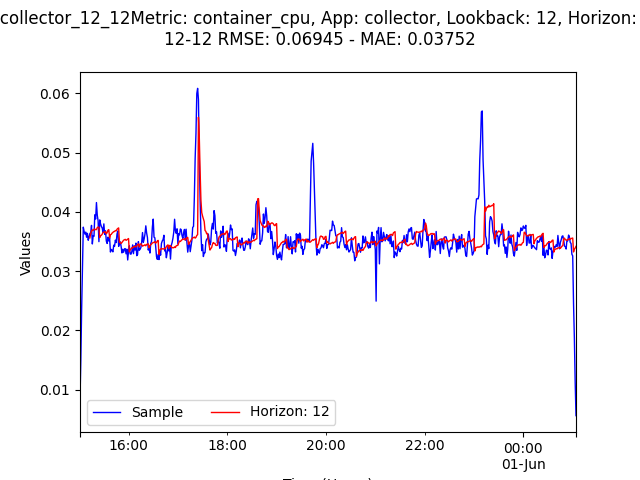 collector_12_12Metric: container_cpu, App: collector, Lookback: 12, Horizon:
12-12 RMSE: 0.06945 - MAE: 0.03752
0.06
0.05
0.04
0.03
0.02
0.01
Values
Sample
Horizon: 12
16:00
18:00
20:00
22:00
00:00
01-Jun